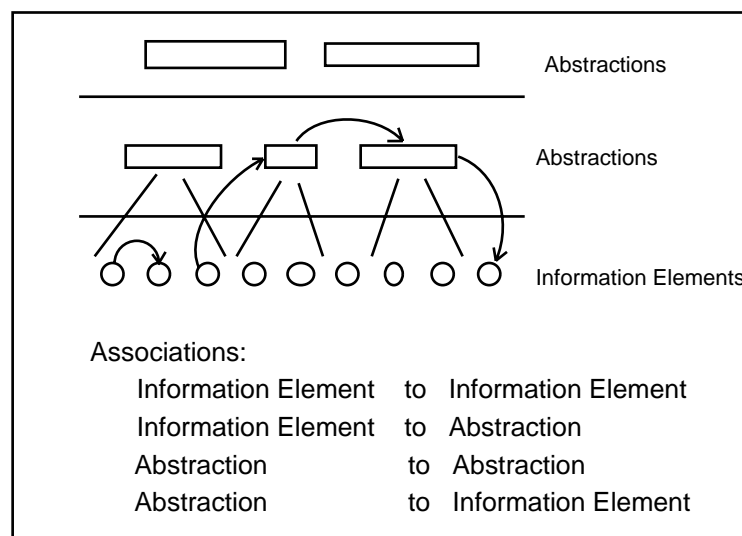 Abstractions
Abstractions
Information Elements
Associations:
Information Element to Information Element
Information Element to Abstraction
Abstraction to Abstraction
Abstraction to Information Element